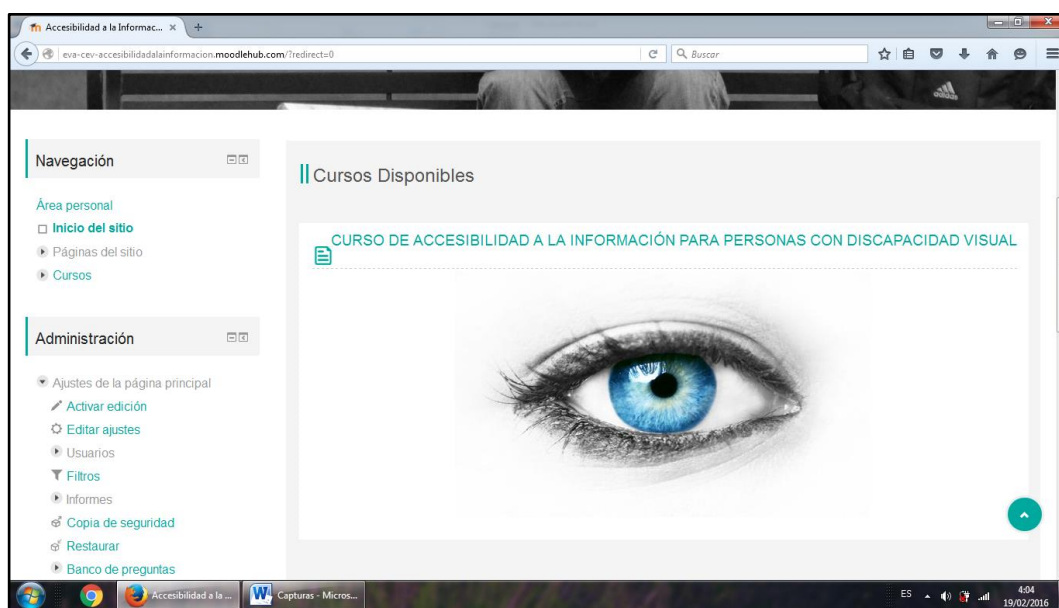 Accesibilidad a la Informac...
eva-cev-accesibilidadalainformacion.moodlehub.com/?redirect=0
Buscar
adidas
Navegación
Área personal
Inicio del sitio
Páginas del sitio
Cursos
Administración
Ajustes de la página principal
Activar edición
Editar ajustes
Usuarios
Filtros
Informes
Copia de seguridad
Restaurar
Banco de preguntas
Cursos Disponibles
CURSO DE ACCESIBILIDAD A LA INFORMACIÓN PARA PERSONAS CON DISCAPACIDAD VISUAL
Accesibilidad a la ...
Capturas - Micros...
ES
4:04
19/02/2016